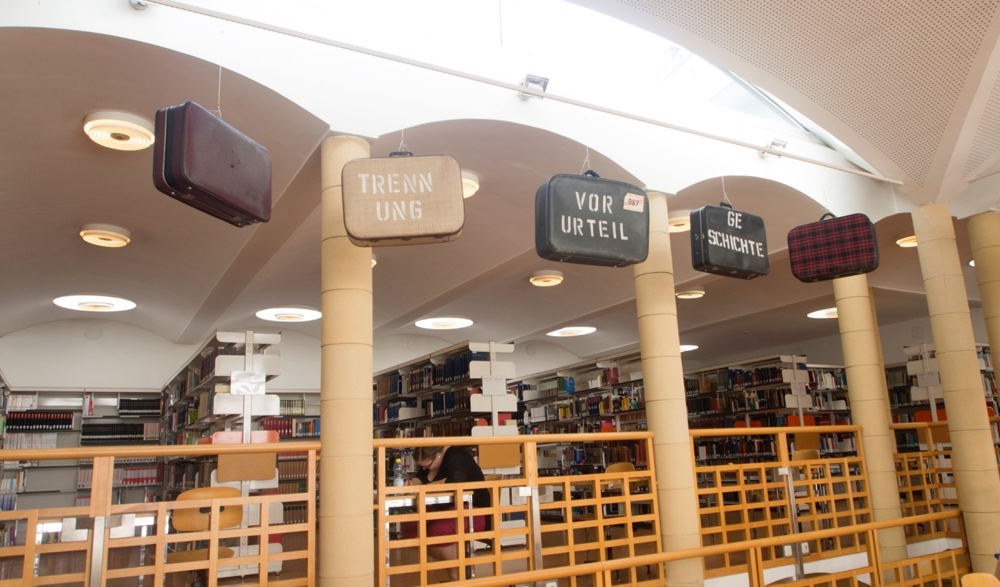 TRENN
UNG
VOR
URTEIL
087
GE
SCHICHTE